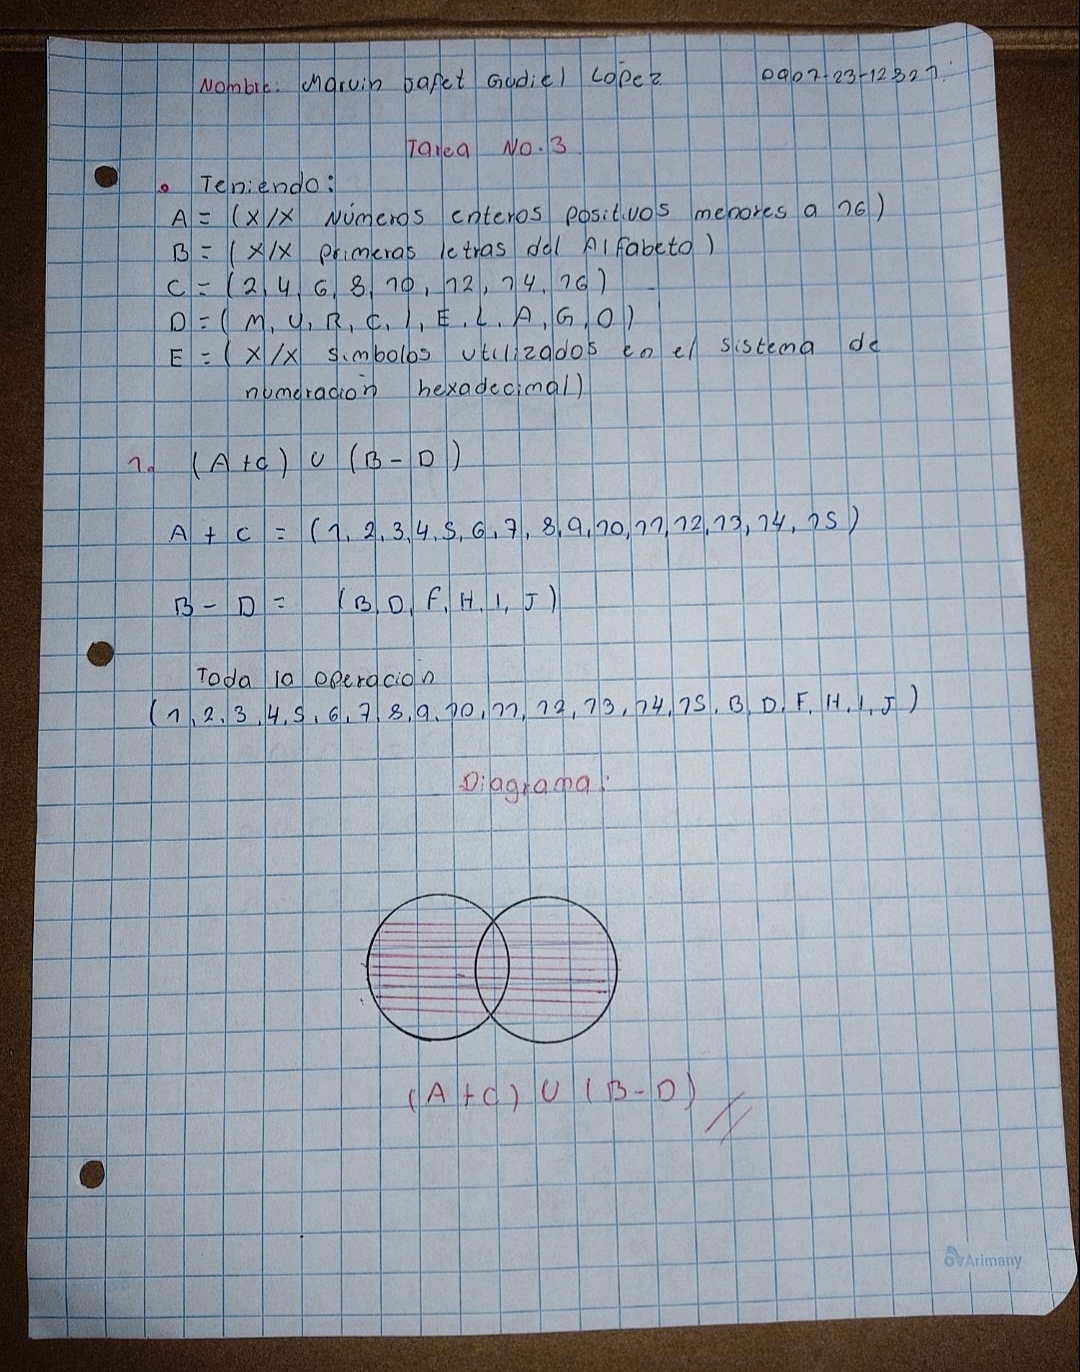 Nombre: Marvin Jafet Gudiel Lopez 0907-23-12321
Tarea No. 3
• Teniendo:
A = (x/x Números enteros positivos menores a 16)
B = (x/x primeras letras del Alfabeto)
C = (2, 4, 6, 8, 10, 12, 14, 16)
D = (M, U, R, C, I, E, L, A, G, O)
E = (x/x simbolos utilizados en el sistema de
numeración hexadecimal)
1. (A+C) ∪ (B-D)
A + C = (1, 2, 3, 4, 5, 6, 7, 8, 9, 10, 11, 12, 13, 14, 15)
B - D = (B, D, F, H, I, J)
Toda la operación
(1, 2, 3, 4, 5, 6, 7, 8, 9, 10, 11, 12, 13, 14, 15, B, D, F, H, I, J)
Diagrama:
(A+C) ∪ (B-D)
Arimany